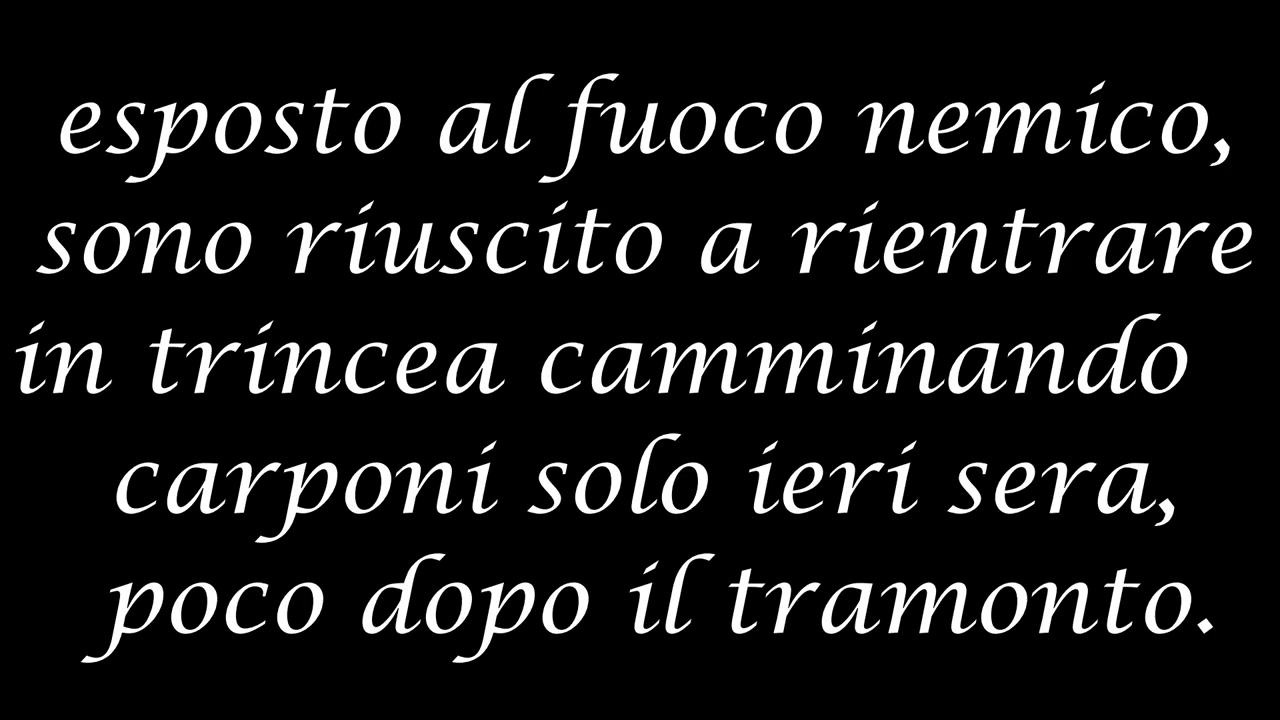 esposto al fuoco nemico,
sono riuscito a rientrare
in trincea camminando
carponi solo ieri sera,
poco dopo il tramonto.